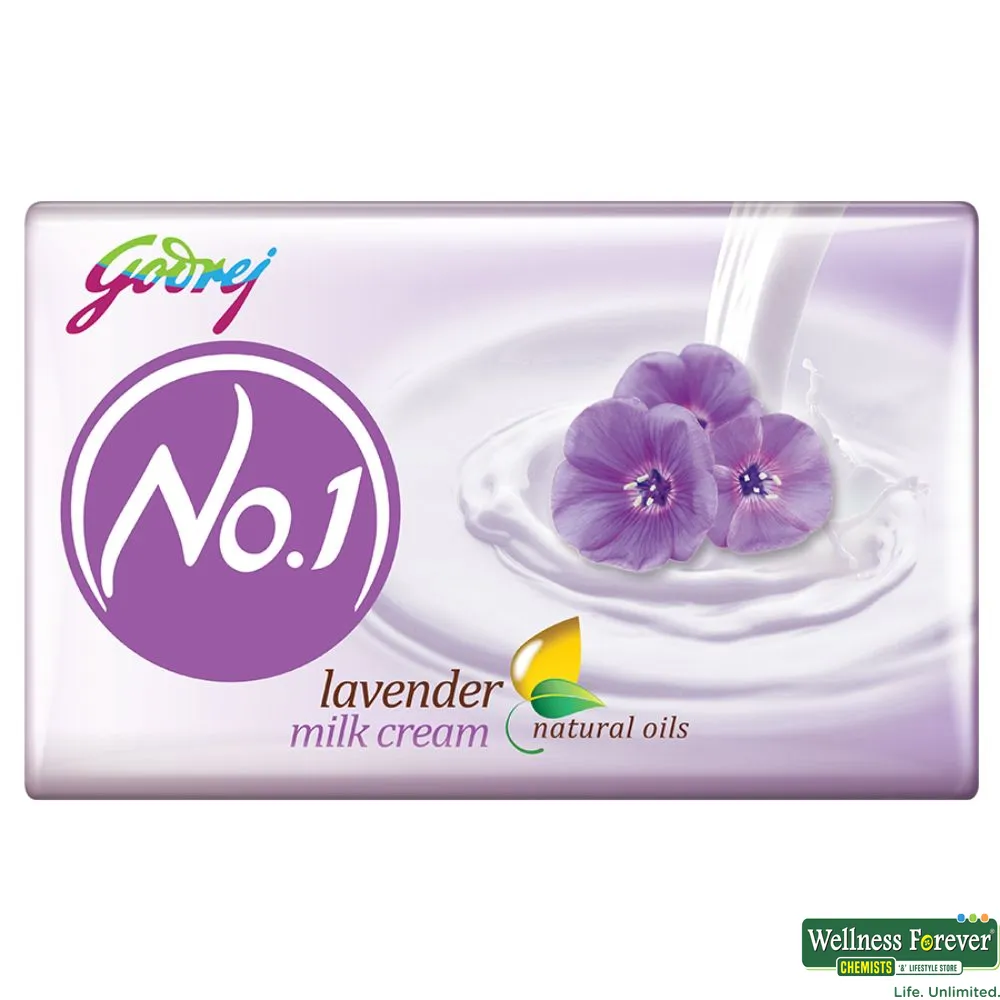 Godrej
No.1
lavender
milk cream
natural oils
Wellness Forever®
CHEMISTS '&' LIFESTYLE STORE
Life. Unlimited.